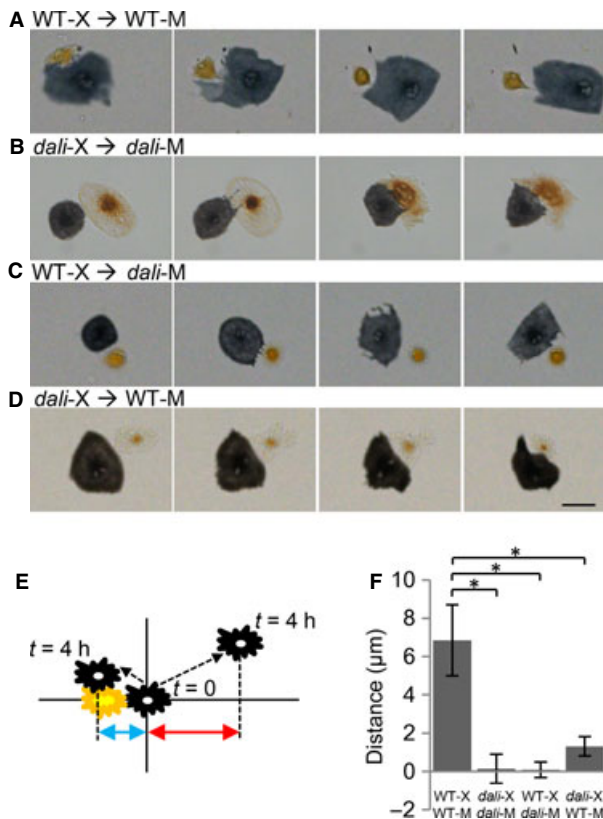 A WT-X → WT-M
B dali-X → dali-M
C WT-X → dali-M
D dali-X → WT-M
E
t = 4 h
t = 4 h
t = 0
F
Distance (µm)
10
8
6
4
2
0
−2
* * *
WT-X dali-X WT-X dali-X
WT-M dali-M dali-M WT-M